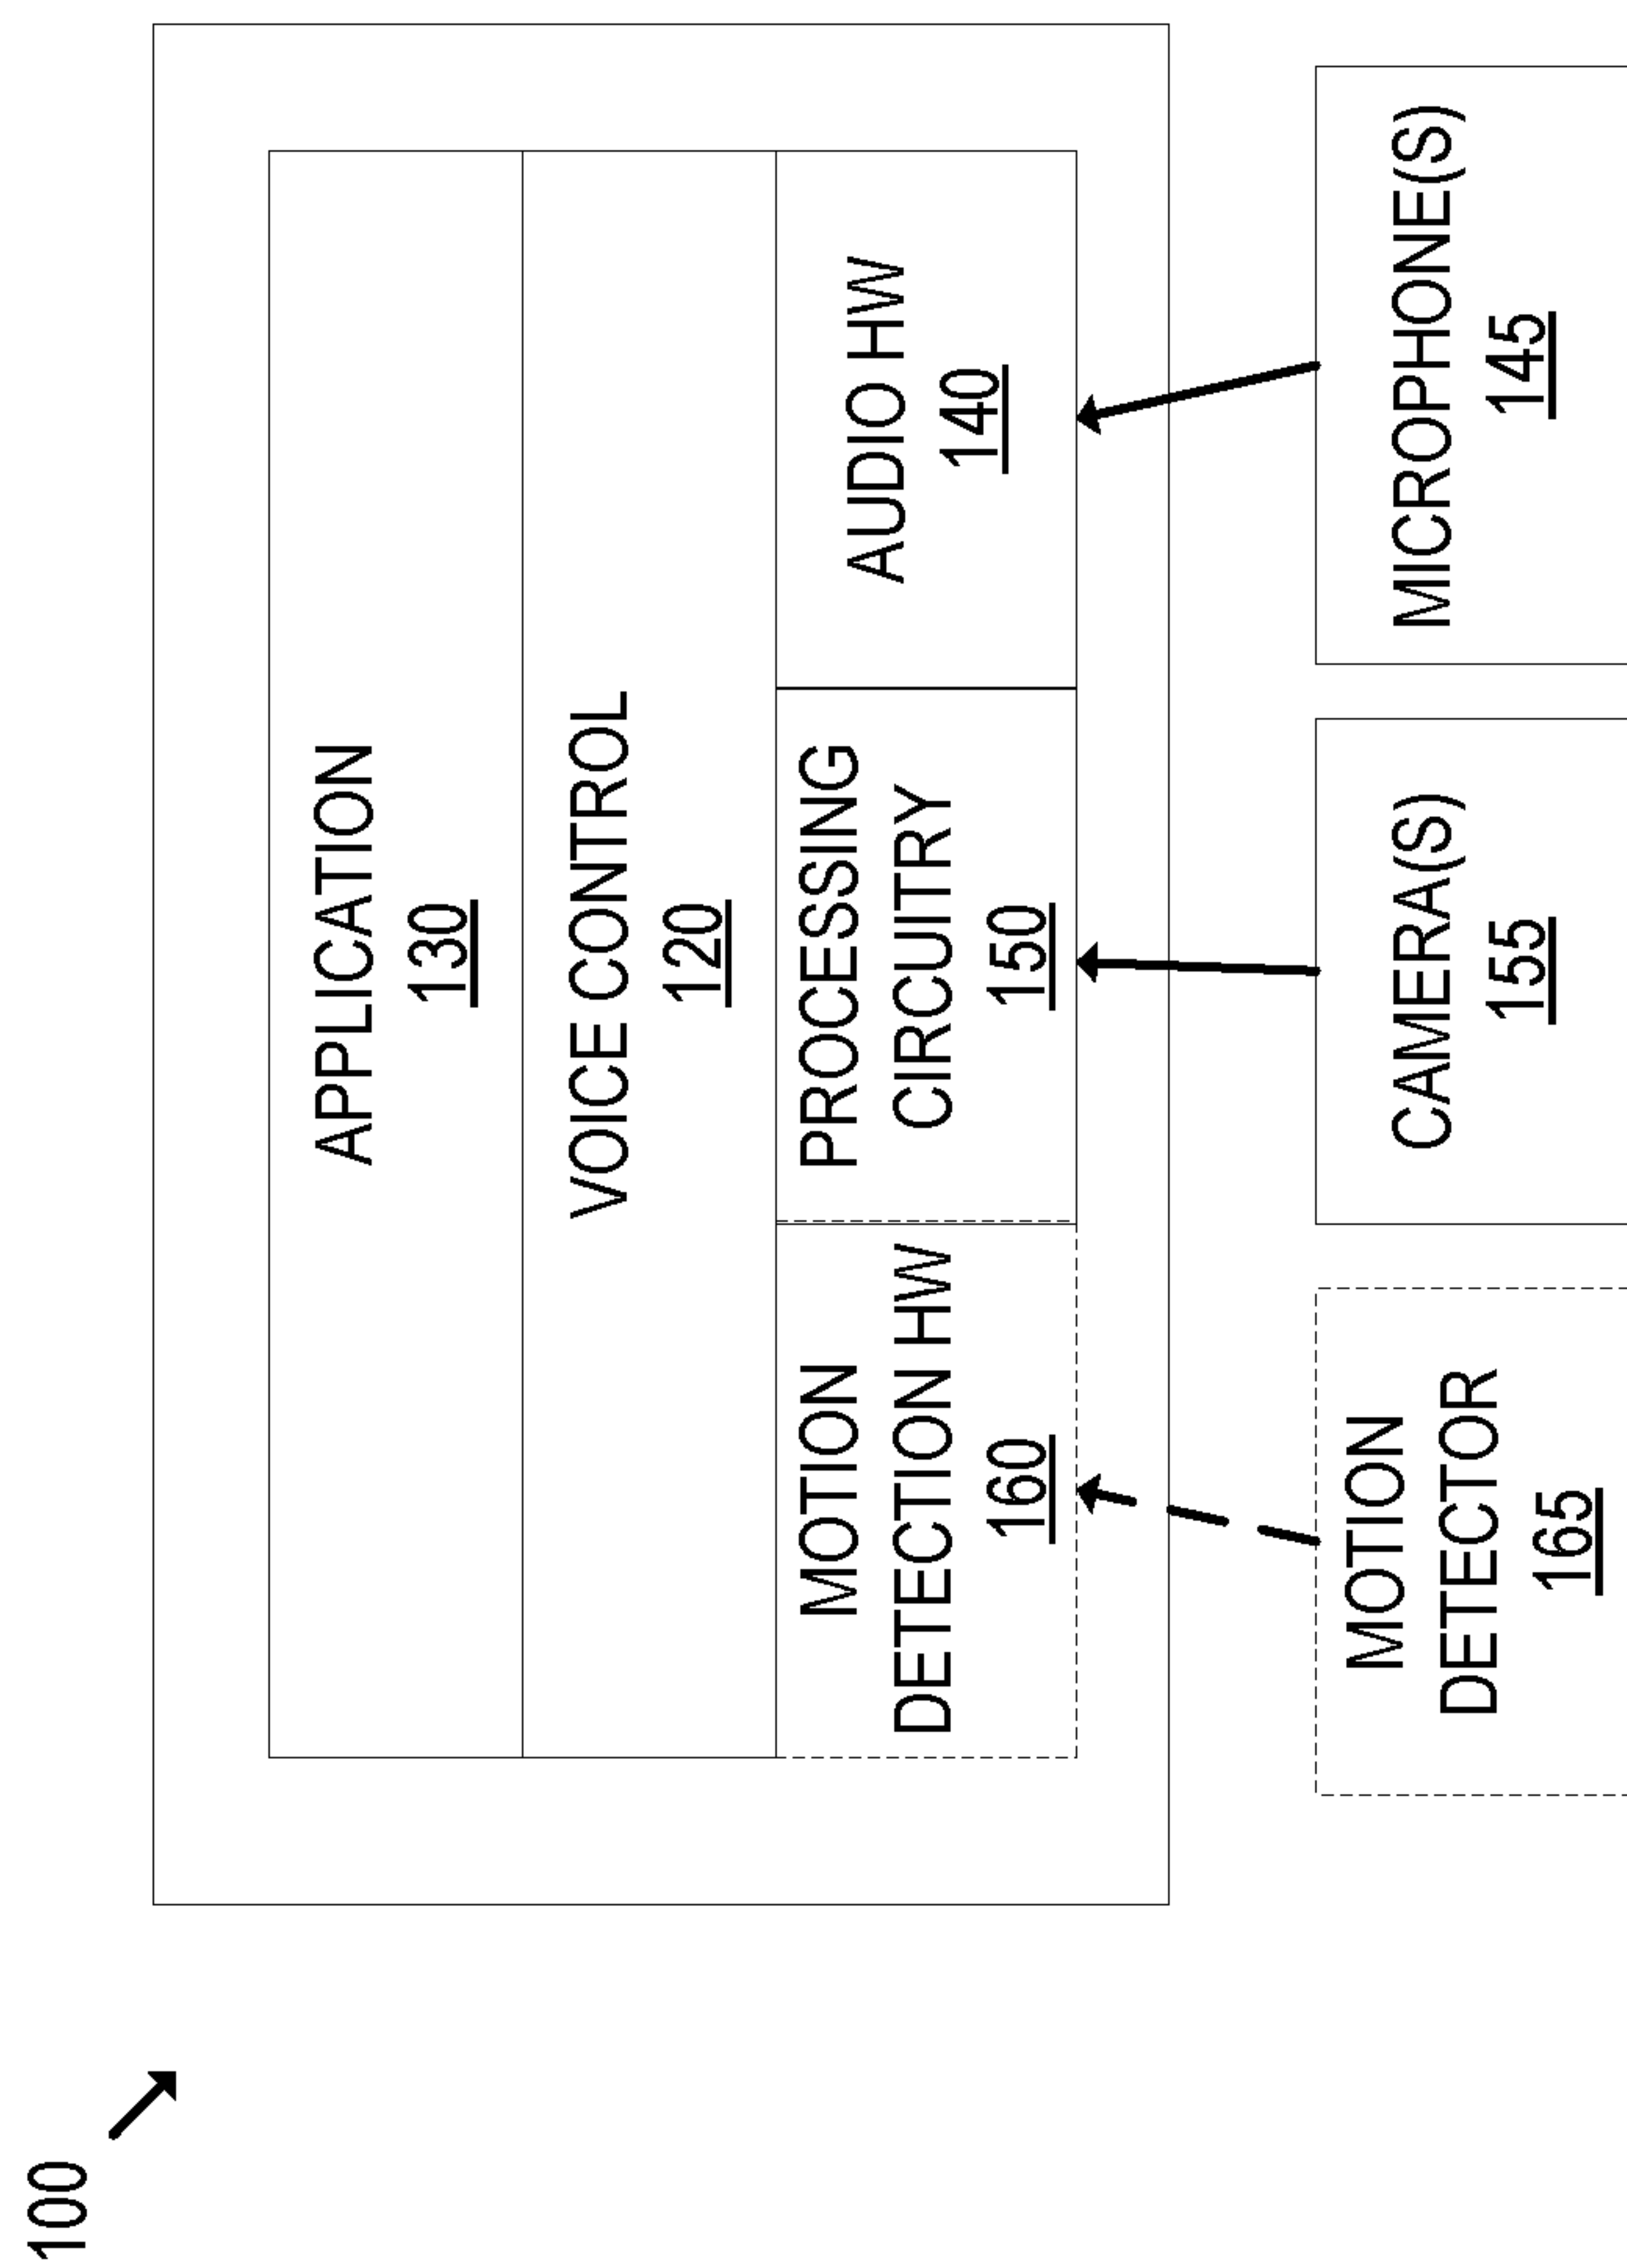 100
APPLICATION
130
VOICE CONTROL
120
MOTION
DETECTION HW
160
PROCESSING
CIRCUITRY
150
AUDIO HW
140
MOTION
DETECTOR
165
CAMERA(S)
155
MICROPHONE(S)
145